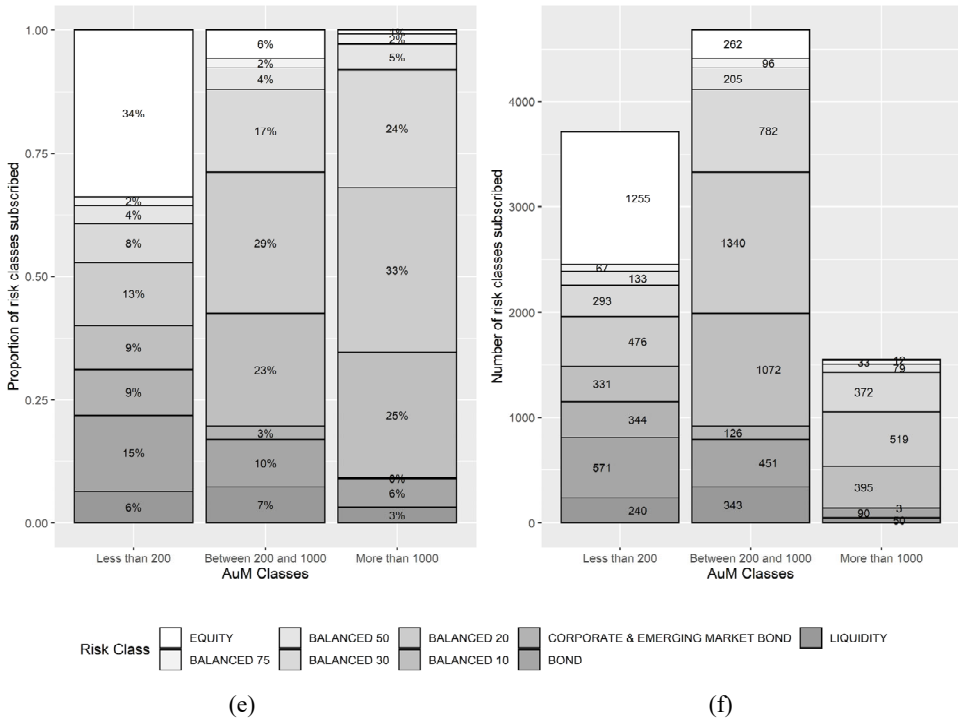 1.00
0.75
0.50
0.25
0.00
Proportion of risk classes subscribed
34%
2%
4%
8%
13%
9%
9%
15%
6%
6%
2%
4%
17%
29%
23%
3%
10%
7%
1%
2%
5%
24%
33%
25%
0%
6%
3%
Less than 200
Between 200 and 1000
More than 1000
AuM Classes
4000
3000
2000
1000
0
Number of risk classes subscribed
1255
67
133
293
476
331
344
571
240
262
96
205
782
1340
1072
126
451
343
12
33
79
372
519
395
3
90
50
Less than 200
Between 200 and 1000
More than 1000
AuM Classes
Risk Class
EQUITY
BALANCED 50
BALANCED 20
CORPORATE & EMERGING MARKET BOND
LIQUIDITY
BALANCED 75
BALANCED 30
BALANCED 10
BOND
(e)
(f)